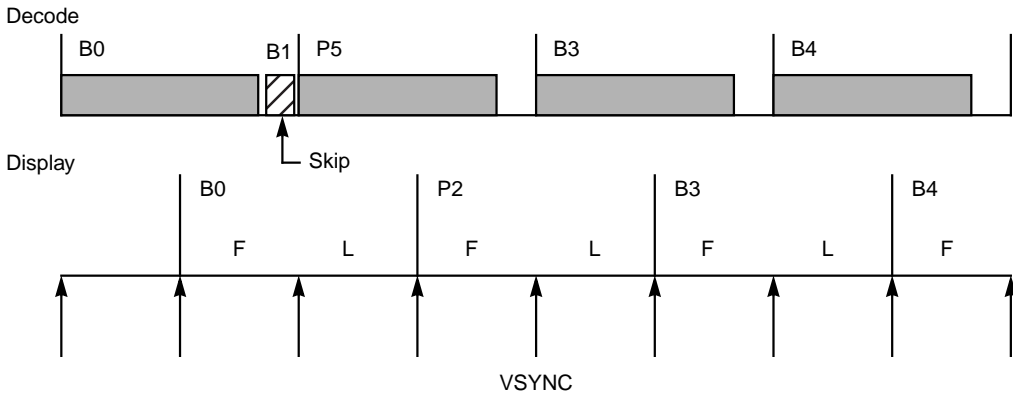 Decode
B0 B1 P5 B3 B4
Skip
Display
B0 P2 B3 B4
F L F L F L F
VSYNC